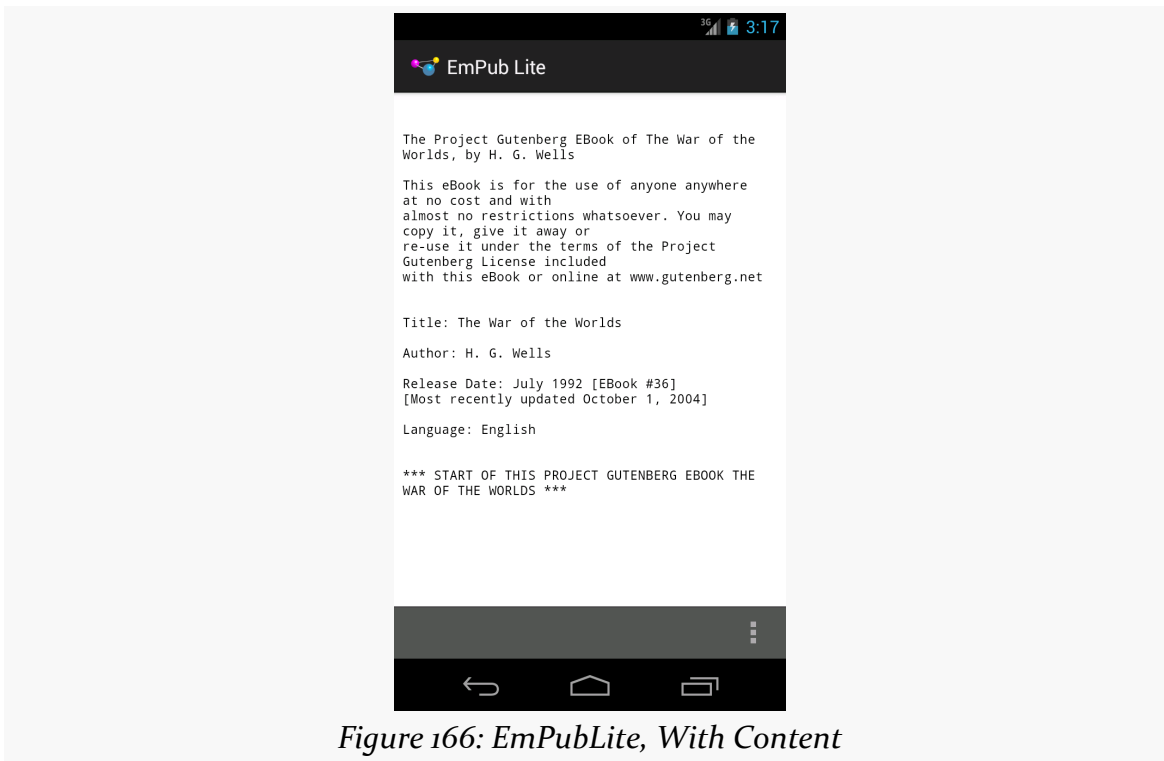 3G 3:17
EmPub Lite
The Project Gutenberg EBook of The War of the
Worlds, by H. G. Wells
This eBook is for the use of anyone anywhere
at no cost and with
almost no restrictions whatsoever. You may
copy it, give it away or
re-use it under the terms of the Project
Gutenberg License included
with this eBook or online at www.gutenberg.net
Title: The War of the Worlds
Author: H. G. Wells
Release Date: July 1992 [EBook #36]
[Most recently updated October 1, 2004]
Language: English
*** START OF THIS PROJECT GUTENBERG EBOOK THE
WAR OF THE WORLDS ***
Figure 166: EmPubLite, With Content